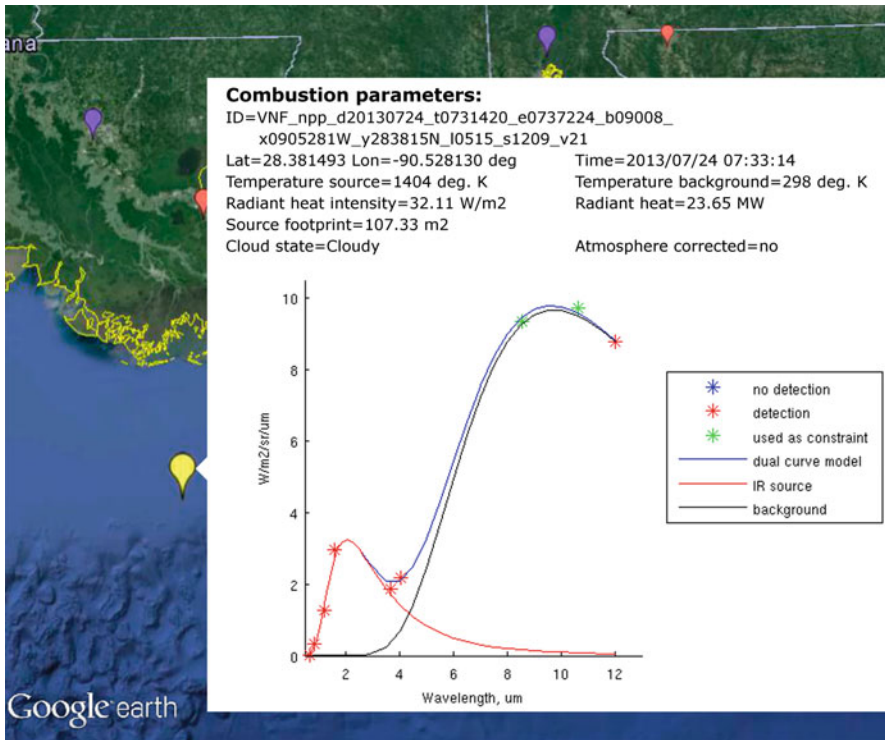 ana
Combustion parameters:
ID=VNF_npp_d20130724_t0731420_e0737224_b09008_
x0905281W_y283815N_l0515_s1209_v21
Lat=28.381493 Lon=-90.528130 deg
Time=2013/07/24 07:33:14
Temperature source=1404 deg. K
Temperature background=298 deg. K
Radiant heat intensity=32.11 W/m2
Radiant heat=23.65 MW
Source footprint=107.33 m2
Cloud state=Cloudy
Atmosphere corrected=no
10
8
6
4
2
0
W/m2/sr/um
2
4
6
8
10
12
Wavelength, um
no detection
detection
used as constraint
dual curve model
IR source
background
Google earth